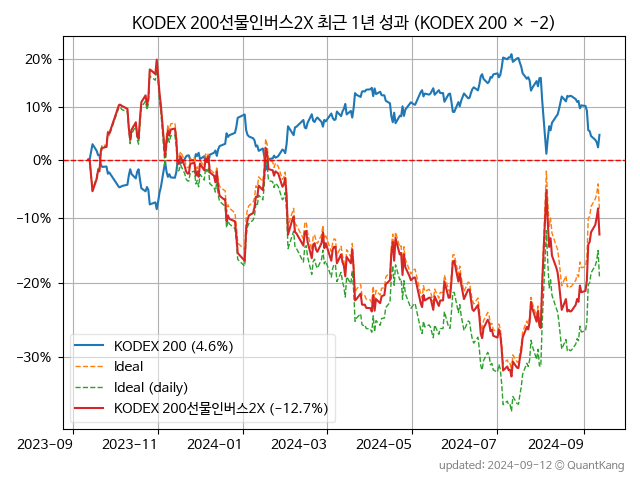 KODEX 200선물인버스2X 최근 1년 성과 (KODEX 200 × −2)
20%
10%
0%
−10%
−20%
−30%
KODEX 200 (4.6%)
Ideal
Ideal (daily)
KODEX 200선물인버스2X (−12.7%)
2023-09
2023-11
2024-01
2024-03
2024-05
2024-07
2024-09
updated: 2024-09-12 © QuantKang